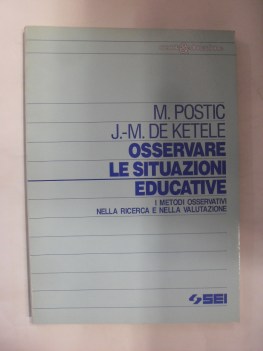 M. POSTIC
J.-M. DE KETELE
OSSERVARE
LE SITUAZIONI
EDUCATIVE
I METODI OSSERVATIVI
NELLA RICERCA E NELLA VALUTAZIONE
SEI